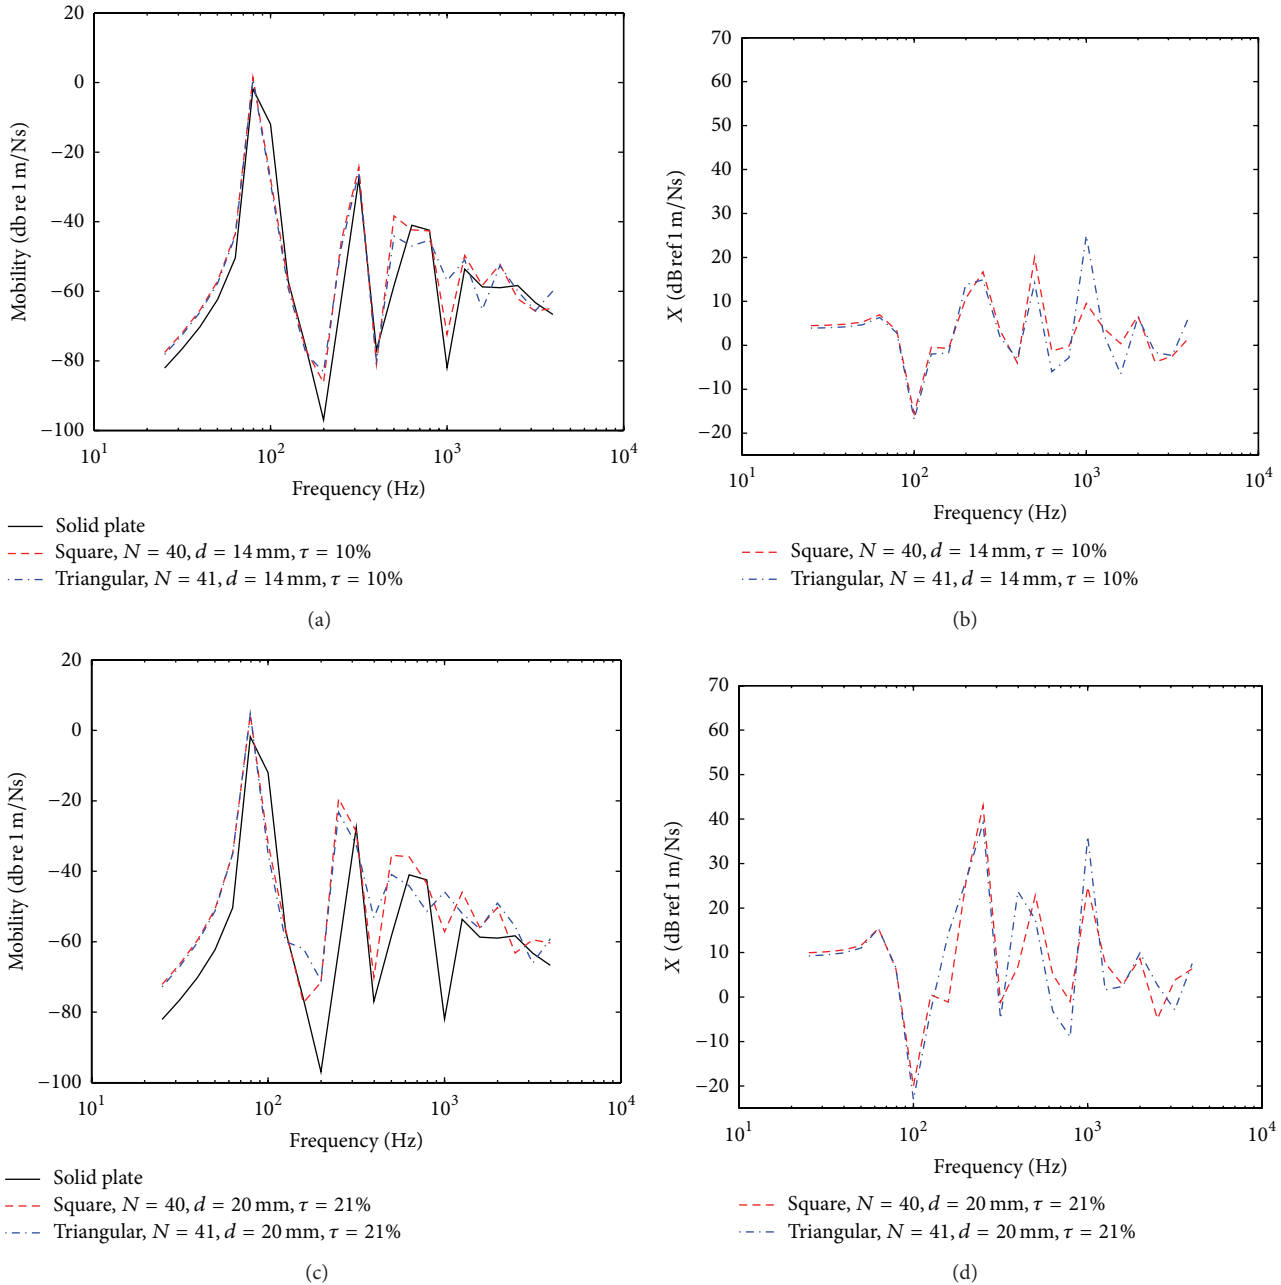 20
0
−20
−40
−60
−80
−100
10¹
10²
10³
10⁴
Mobility (db re 1 m/Ns)
Frequency (Hz)
Solid plate
Square, N = 40, d = 14 mm, τ = 10%
Triangular, N = 41, d = 14 mm, τ = 10%
(a)
70
60
50
40
30
20
10
0
−10
−20
10¹
10²
10³
10⁴
X (dB ref 1 m/Ns)
Frequency (Hz)
Square, N = 40, d = 14 mm, τ = 10%
Triangular, N = 41, d = 14 mm, τ = 10%
(b)
20
0
−20
−40
−60
−80
−100
10¹
10²
10³
10⁴
Mobility (db re 1 m/Ns)
Frequency (Hz)
Solid plate
Square, N = 40, d = 20 mm, τ = 21%
Triangular, N = 41, d = 20 mm, τ = 21%
(c)
70
60
50
40
30
20
10
0
−10
−20
10¹
10²
10³
10⁴
X (dB ref 1 m/Ns)
Frequency (Hz)
Square, N = 40, d = 20 mm, τ = 21%
Triangular, N = 41, d = 20 mm, τ = 21%
(d)